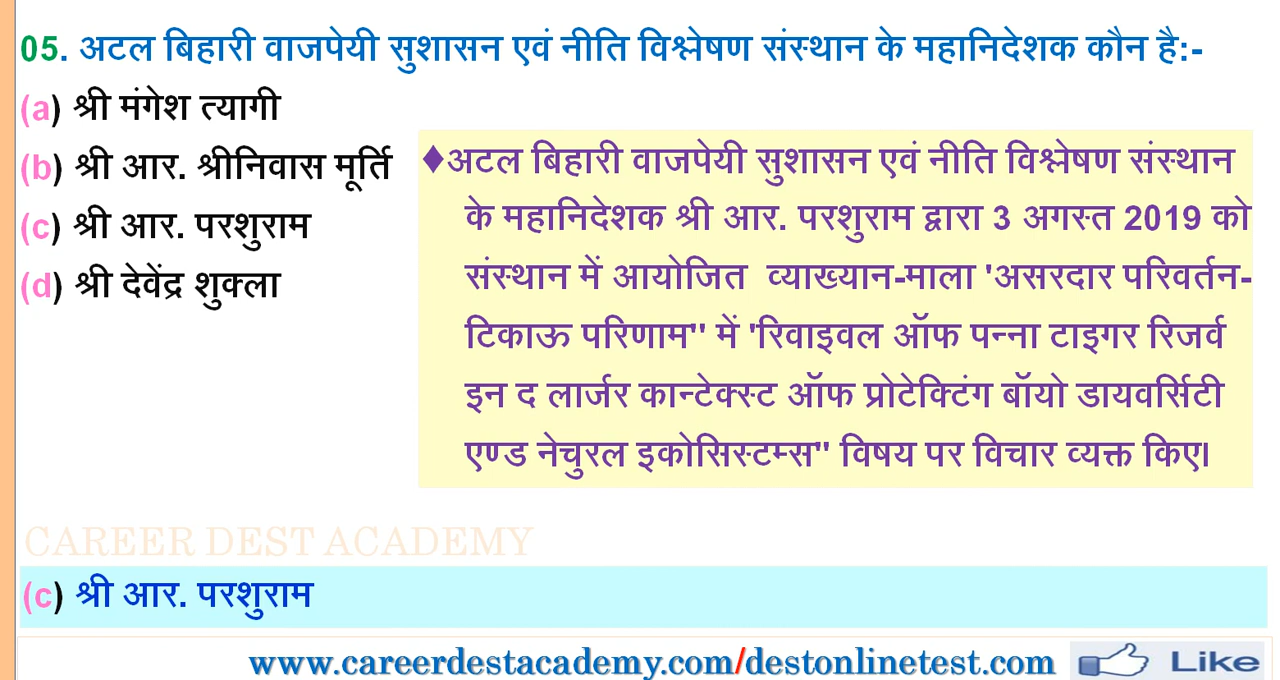 05. अटल बिहारी वाजपेयी सुशासन एवं नीति विश्लेषण संस्थान के महानिदेशक कौन है:-
(a) श्री मंगेश त्यागी
(b) श्री आर. श्रीनिवास मूर्ति
(c) श्री आर. परशुराम
(d) श्री देवेंद्र शुक्ला
♦अटल बिहारी वाजपेयी सुशासन एवं नीति विश्लेषण संस्थान
के महानिदेशक श्री आर. परशुराम द्वारा 3 अगस्त 2019 को
संस्थान में आयोजित व्याख्यान-माला 'असरदार परिवर्तन-
टिकाऊ परिणाम'' में 'रिवाइवल ऑफ पन्ना टाइगर रिजर्व
इन द लार्जर कान्टेक्स्ट ऑफ प्रोटेक्टिंग बॉयो डायवर्सिटी
एण्ड नेचुरल इकोसिस्टम्स'' विषय पर विचार व्यक्त किए।
CAREER DEST ACADEMY
(c) श्री आर. परशुराम
www.careerdestacademy.com/destonlinetest.com Like